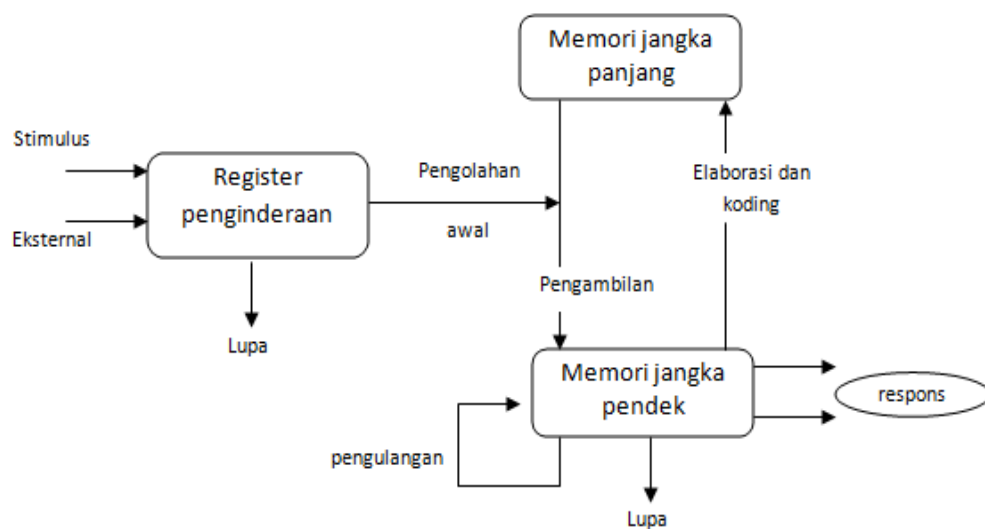 Memori jangka
panjang
Stimulus
Eksternal
Register
penginderaan
Pengolahan
awal
Elaborasi dan
koding
Lupa
Pengambilan
Memori jangka
pendek
respons
pengulangan
Lupa